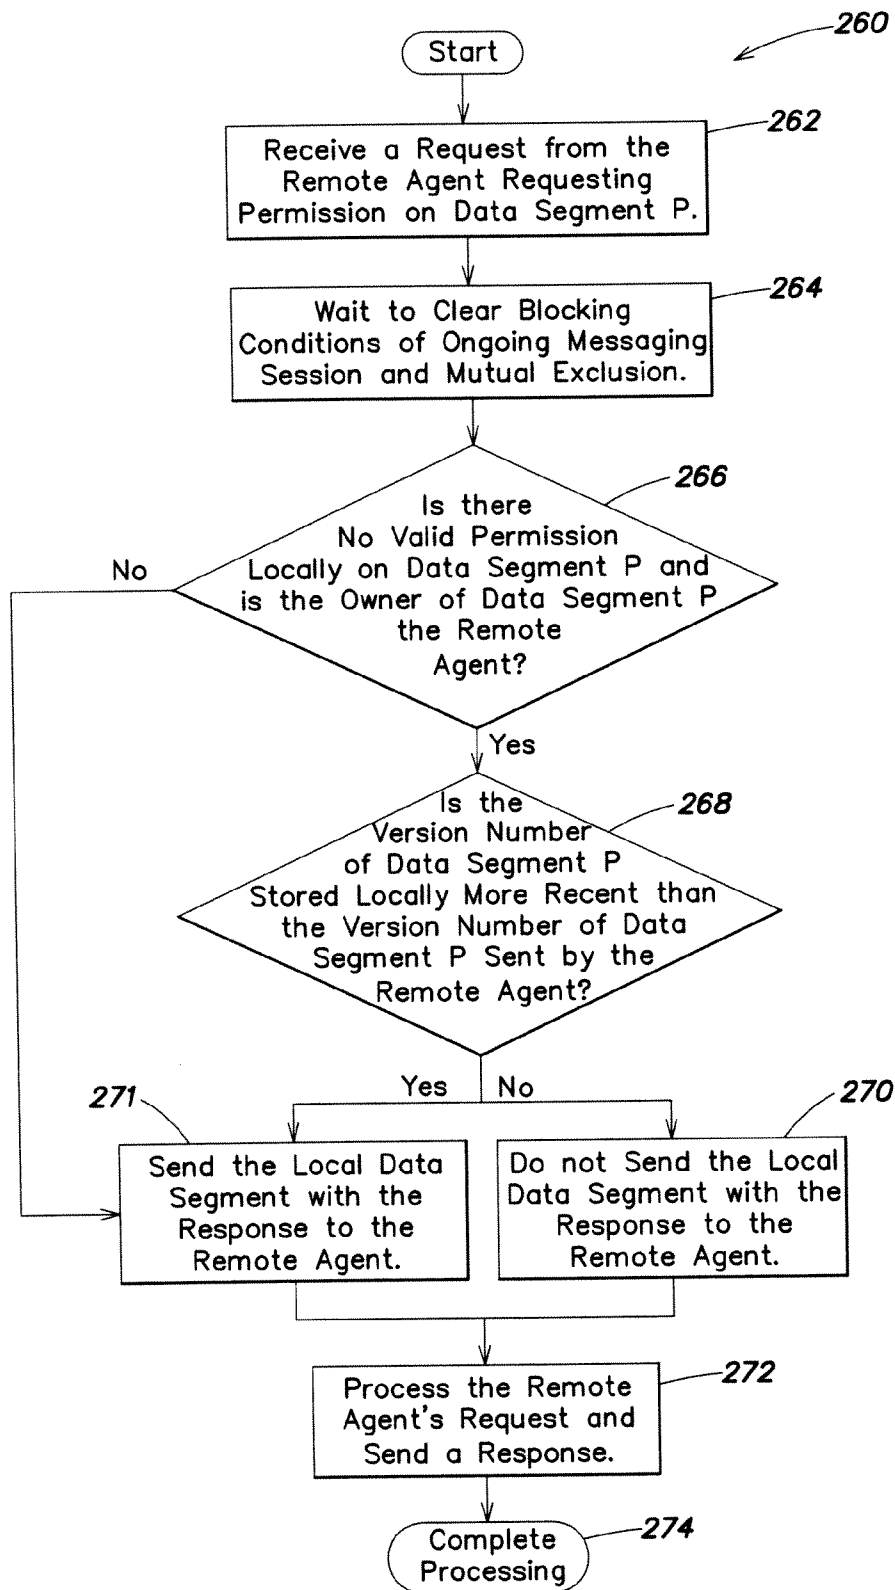 260
Start
262
Receive a Request from the
Remote Agent Requesting
Permission on Data Segment P.
264
Wait to Clear Blocking
Conditions of Ongoing Messaging
Session and Mutual Exclusion.
266
Is there
No Valid Permission
Locally on Data Segment P and
is the Owner of Data Segment P
the Remote
Agent?
No
Yes
268
Is the
Version Number
of Data Segment P
Stored Locally More Recent than
the Version Number of Data
Segment P Sent by the
Remote Agent?
Yes
No
271
Send the Local Data
Segment with the
Response to the
Remote Agent.
270
Do not Send the Local
Data Segment with the
Response to the
Remote Agent.
272
Process the Remote
Agent's Request and
Send a Response.
274
Complete
Processing